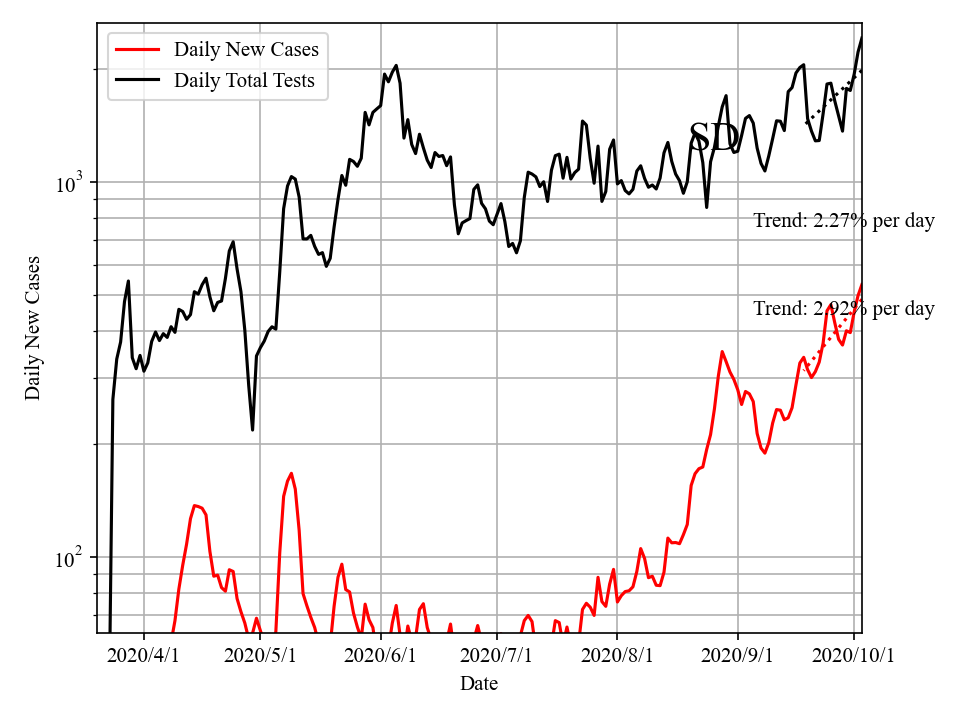 Daily New Cases
Daily Total Tests
SD
10³
Trend: 2.27% per day
Trend: 2.92% per day
10²
Daily New Cases
2020/4/1 2020/5/1 2020/6/1 2020/7/1 2020/8/1 2020/9/1 2020/10/1
Date